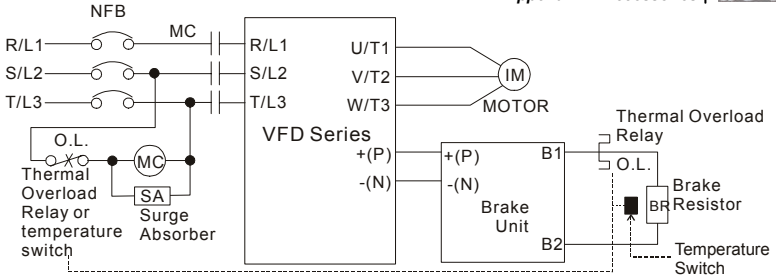 NFB
MC
R/L1
R/L1
U/T1
S/L2
S/L2
V/T2
IM
T/L3
T/L3
W/T3
MOTOR
VFD Series
Thermal Overload
Relay
O.L.
O.L.
MC
+(P)
+(P)
B1
-(N)
-(N)
Thermal
Overload
Relay or
temperature
switch
SA
Surge
Absorber
Brake
Unit
BR
Brake
Resistor
B2
Temperature
Switch